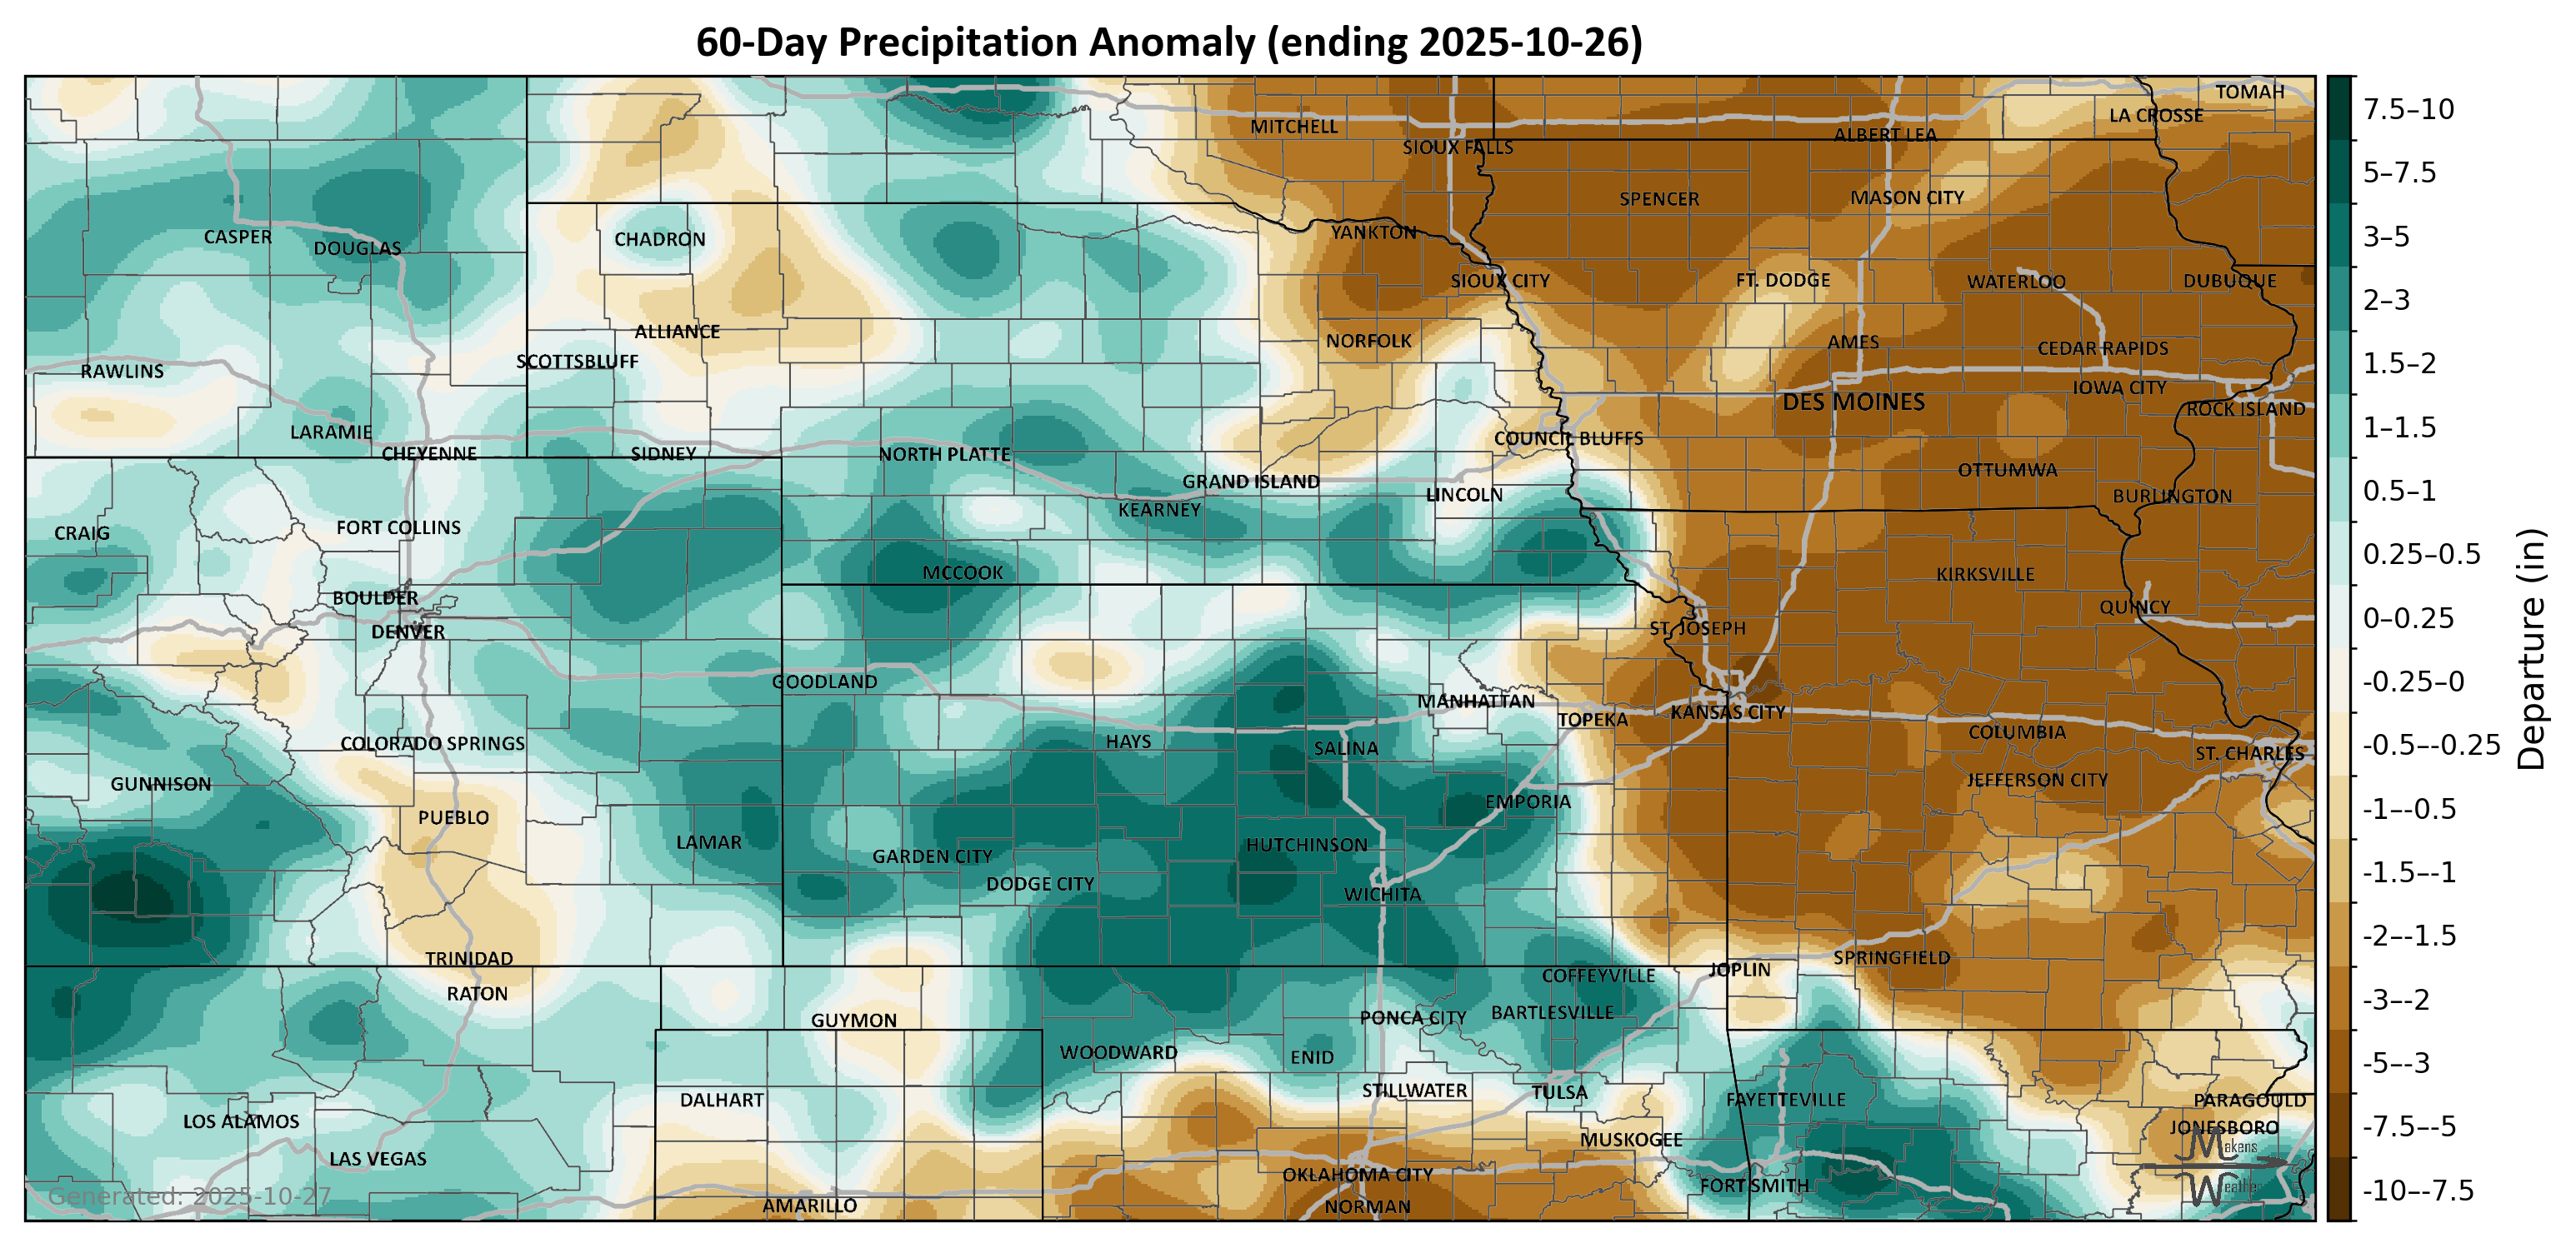 60-Day Precipitation Anomaly (ending 2025-10-26)
TOMAH
LA CROSSE
MITCHELL
ALBERT LEA
SIOUX FALLS
SPENCER
MASON CITY
CASPER
DOUGLAS
CHADRON
YANKTON
SIOUX CITY
FT. DODGE
WATERLOO
DUBUQUE
ALLIANCE
NORFOLK
AMES
CEDAR RAPIDS
SCOTTSBLUFF
RAWLINS
IOWA CITY
DES MOINES
ROCK ISLAND
LARAMIE
COUNCIL BLUFFS
CHEYENNE
SIDNEY
NORTH PLATTE
OTTUMWA
GRAND ISLAND
LINCOLN
BURLINGTON
KEARNEY
CRAIG
FORT COLLINS
MCCOOK
KIRKSVILLE
BOULDER
QUINCY
DENVER
ST. JOSEPH
GOODLAND
MANHATTAN
KANSAS CITY
TOPEKA
COLUMBIA
COLORADO SPRINGS
HAYS
SALINA
ST. CHARLES
GUNNISON
JEFFERSON CITY
EMPORIA
PUEBLO
LAMAR
HUTCHINSON
GARDEN CITY
DODGE CITY
WICHITA
TRINIDAD
SPRINGFIELD
JOPLIN
COFFEYVILLE
RATON
GUYMON
PONCA CITY
BARTLESVILLE
WOODWARD
ENID
STILLWATER
TULSA
DALHART
FAYETTEVILLE
PARAGOULD
LOS ALAMOS
JONESBORO
MUSKOGEE
LAS VEGAS
OKLAHOMA CITY
FORT SMITH
AMARILLO
NORMAN
Makens
Weather
Generated: 2025-10-27
7.5–10
5–7.5
3–5
2–3
1.5–2
1–1.5
0.5–1
0.25–0.5
0–0.25
-0.25–0
-0.5–-0.25
-1–-0.5
-1.5–-1
-2–-1.5
-3–-2
-5–-3
-7.5–-5
-10–-7.5
Departure (in)